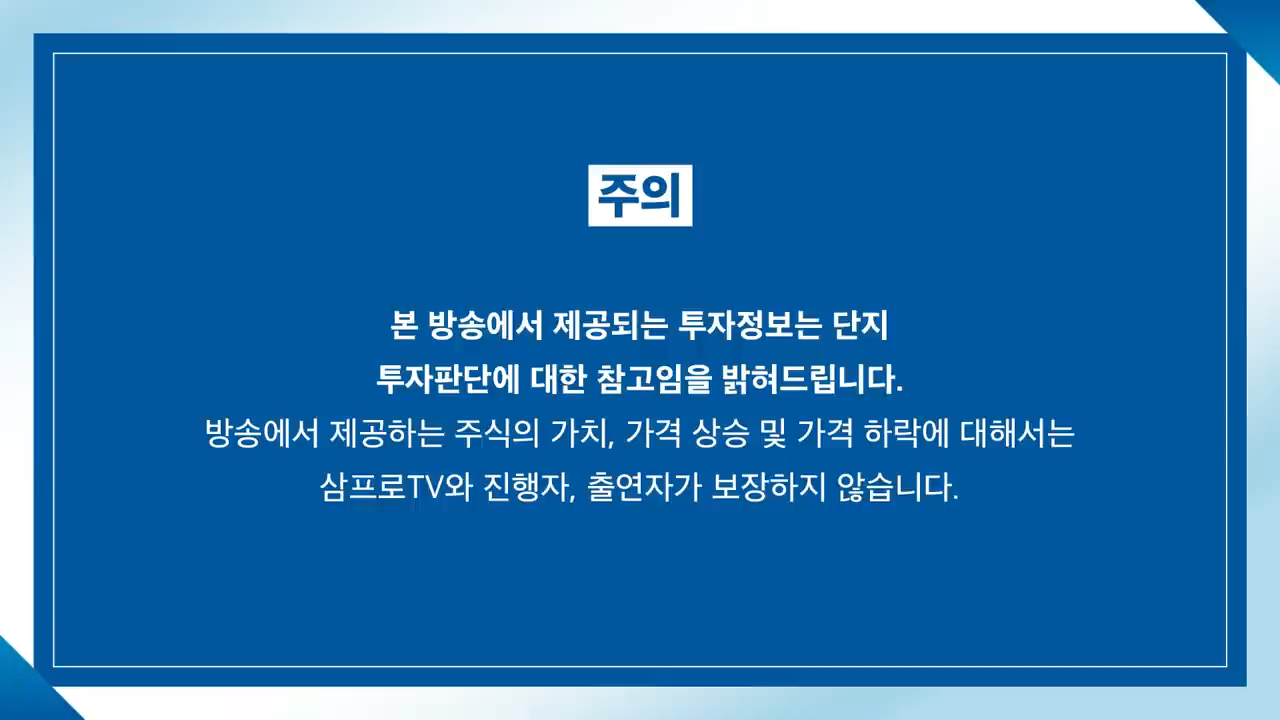 주의
본 방송에서 제공되는 투자정보는 단지
투자판단에 대한 참고임을 밝혀드립니다.
방송에서 제공하는 주식의 가치, 가격 상승 및 가격 하락에 대해서는
삼프로TV와 진행자, 출연자가 보장하지 않습니다.